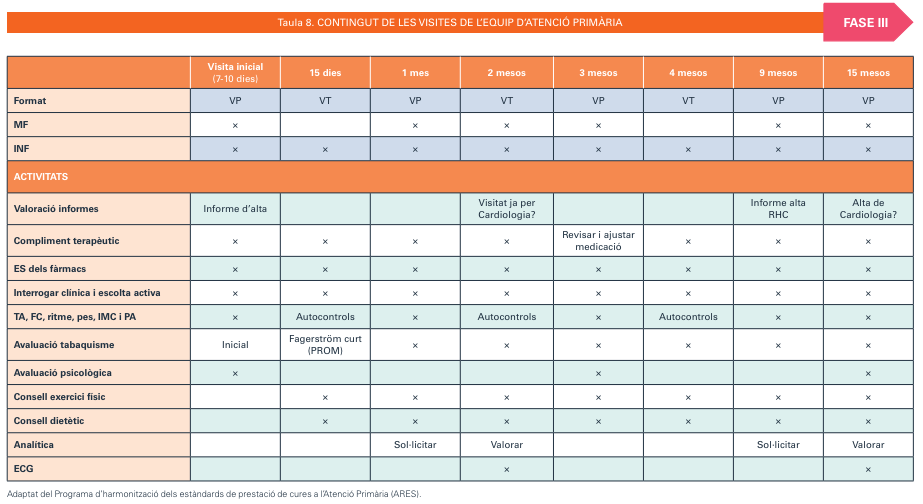 Taula 8. CONTINGUT DE LES VISITES DE L'EQUIP D'ATENCIÓ PRIMÀRIA
FASE III
Visita inicial (7-10 dies) 15 dies 1 mes 2 mesos 3 mesos 4 mesos 9 mesos 15 mesos
Format VP VT VP VT VP VT VP VP
MF × × × × × ×
INF × × × × × × × ×
ACTIVITATS
Valoració informes Informe d'alta Visitat ja per Cardiologia? Informe alta RHC Alta de Cardiologia?
Compliment terapèutic × × × × Revisar i ajustar medicació × × ×
ES dels fàrmacs × × × × × × × ×
Interrogar clínica i escolta activa × × × × × × × ×
TA, FC, ritme, pes, IMC i PA × Autocontrols × Autocontrols × Autocontrols × ×
Avaluació tabaquisme Inicial Fagerström curt (PROM) × × × × × ×
Avaluació psicològica × × ×
Consell exercici físic × × × × × × ×
Consell dietètic × × × × × × ×
Analítica Sol·licitar Valorar Sol·licitar Valorar
ECG × ×
Adaptat del Programa d'harmonització dels estàndards de prestació de cures a l'Atenció Primària (ARES).